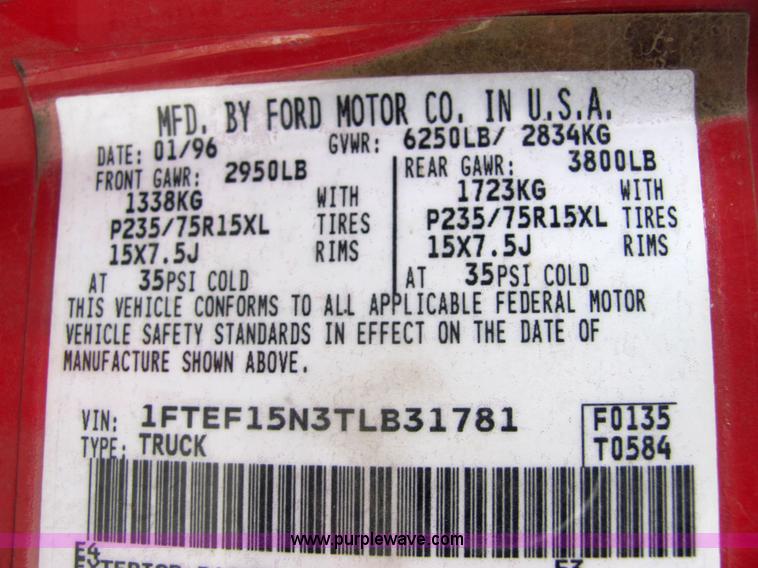 MFD. BY FORD MOTOR CO. IN U.S.A.
DATE: 01/96 GVWR: 6250LB/ 2834KG
FRONT GAWR: 2950LB REAR GAWR: 3800LB
1338KG WITH 1723KG WITH
P235/75R15XL TIRES P235/75R15XL TIRES
15X7.5J RIMS 15X7.5J RIMS
AT 35PSI COLD AT 35PSI COLD
THIS VEHICLE CONFORMS TO ALL APPLICABLE FEDERAL MOTOR
VEHICLE SAFETY STANDARDS IN EFFECT ON THE DATE OF
MANUFACTURE SHOWN ABOVE.
VIN: 1FTEF15N3TLB31781 F0135
TYPE: TRUCK T0584
www.purplewave.com
E4
EXTERIOR